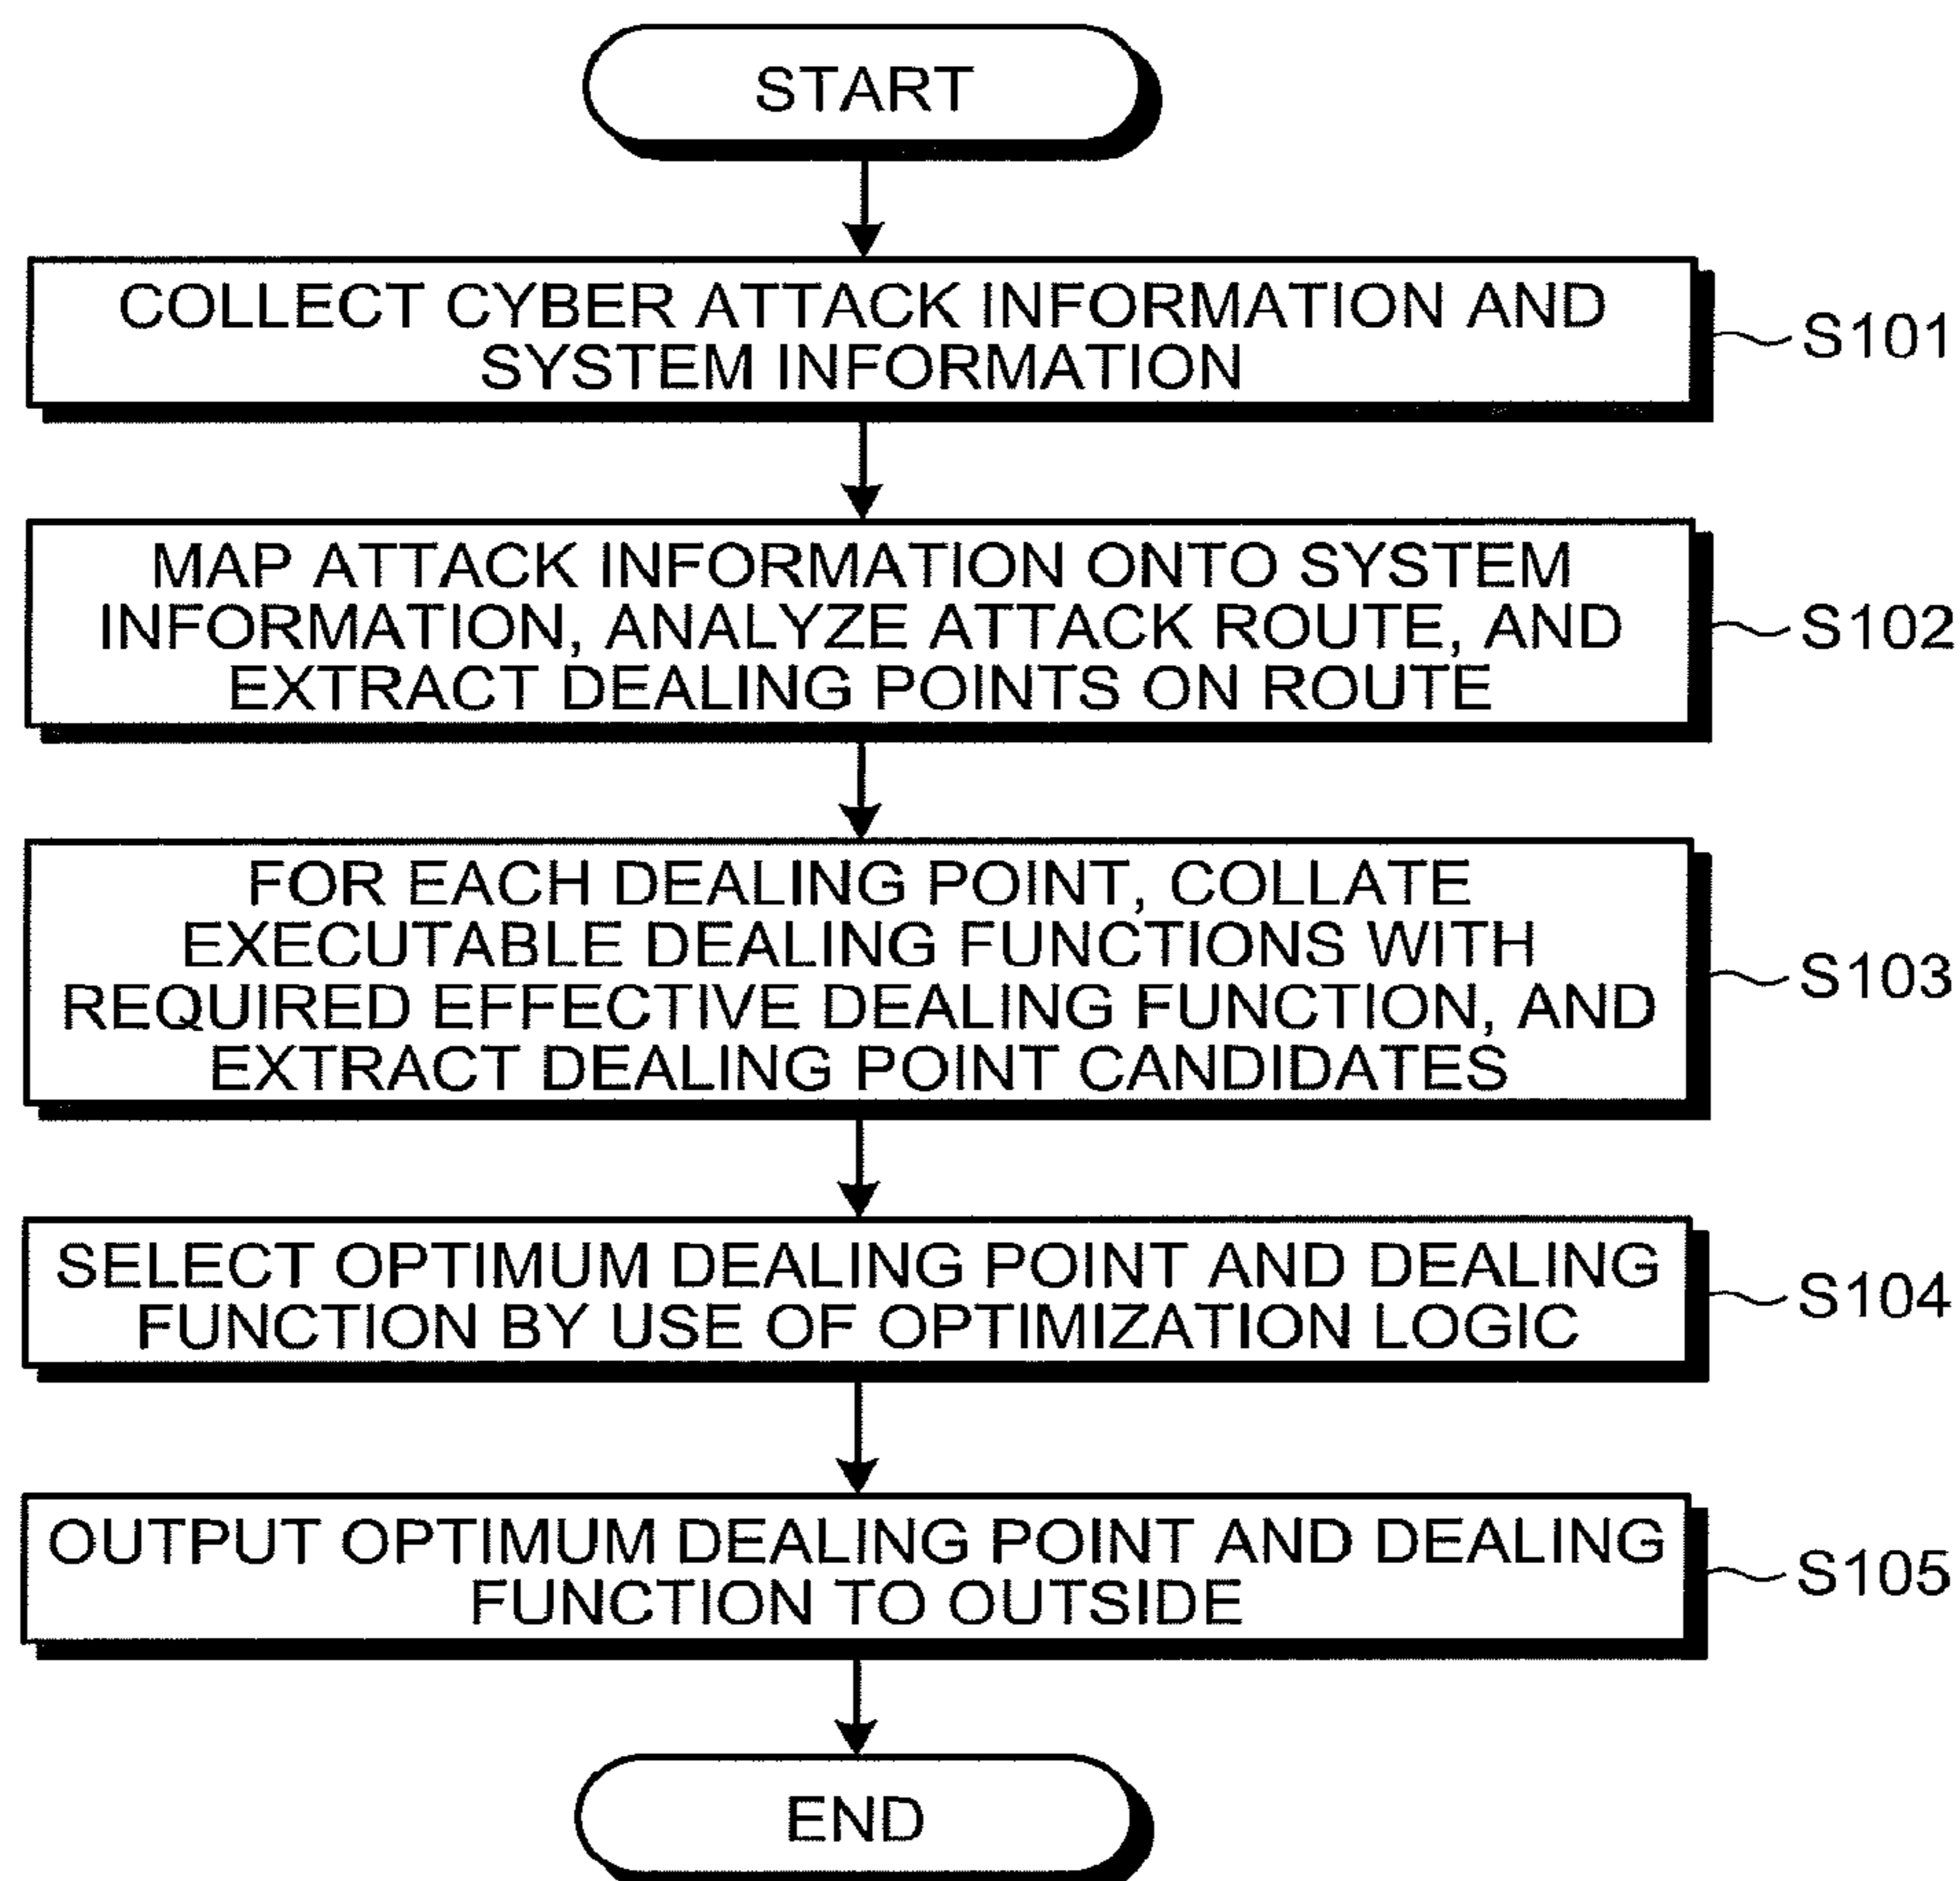 START
COLLECT CYBER ATTACK INFORMATION AND
SYSTEM INFORMATION
S101
MAP ATTACK INFORMATION ONTO SYSTEM
INFORMATION, ANALYZE ATTACK ROUTE, AND
EXTRACT DEALING POINTS ON ROUTE
S102
FOR EACH DEALING POINT, COLLATE
EXECUTABLE DEALING FUNCTIONS WITH
REQUIRED EFFECTIVE DEALING FUNCTION, AND
EXTRACT DEALING POINT CANDIDATES
S103
SELECT OPTIMUM DEALING POINT AND DEALING
FUNCTION BY USE OF OPTIMIZATION LOGIC
S104
OUTPUT OPTIMUM DEALING POINT AND DEALING
FUNCTION TO OUTSIDE
S105
END